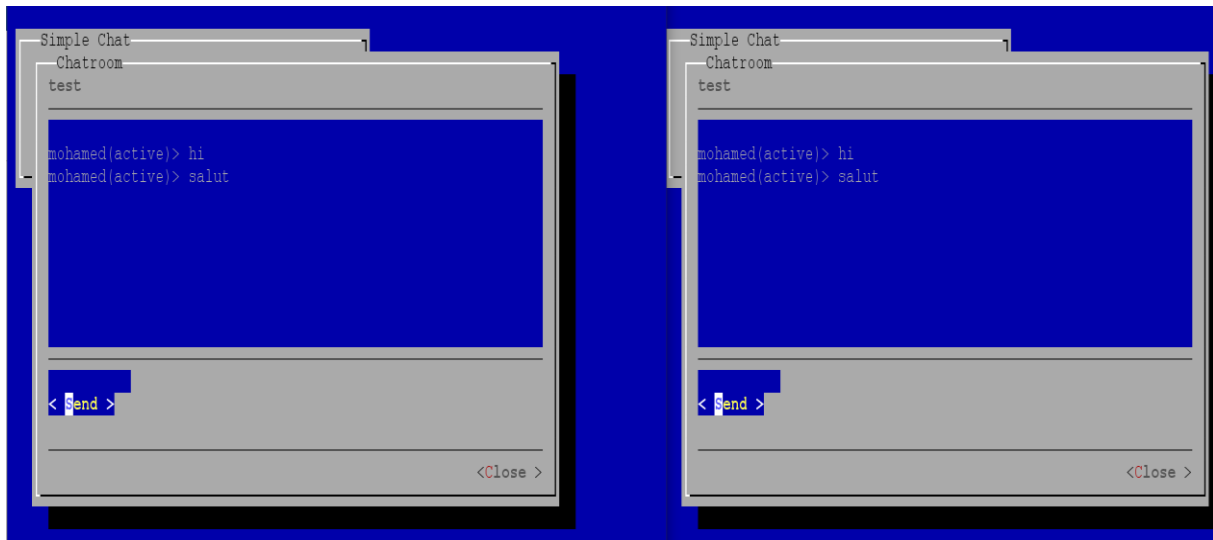 Simple Chat
Chatroom
test
mohamed(active)> hi
mohamed(active)> salut
< Send >
<Close >
Simple Chat
Chatroom
test
mohamed(active)> hi
mohamed(active)> salut
< Send >
<Close >